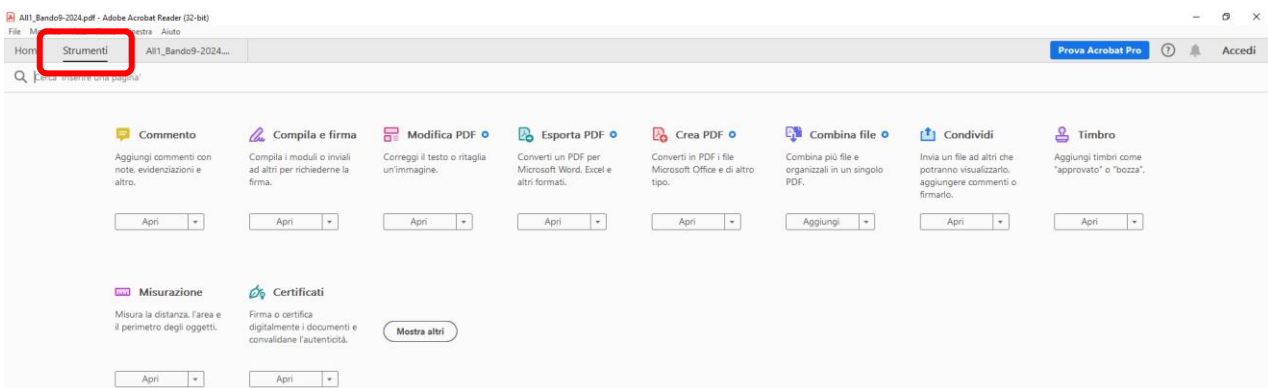 All1_Bando9-2024.pdf - Adobe Acrobat Reader (32-bit)
File Aiuto
Strumenti All1_Bando9-2024.... Prova Acrobat Pro ? Accedi
Cerca 'Inserire una pagina'
Commento Compila e firma Modifica PDF Esporta PDF Crea PDF Combina file Condividi Timbro
Aggiungi commenti con Compila i moduli o inviali Correggi il testo o ritaglia Converti un PDF per Converti in PDF i file Combina più file e Invia un file ad altri che Aggiungi timbri come
note, evidenziazioni e ad altri per richiederne la un'immagine. Microsoft Word, Excel e Microsoft Office e di altro organizzali in un singolo potranno visualizzarlo, "approvato" o "bozza".
altro. firma. altri formati. tipo. PDF. aggiungere commenti o
firmarlo.
Apri Apri Apri Apri Apri Aggiungi Apri Apri
Misurazione Certificati
Misura la distanza, l'area e Firma o certifica
il perimetro degli oggetti. digitalmente i documenti e Mostra altri
convalidane l'autenticità.
Apri Apri